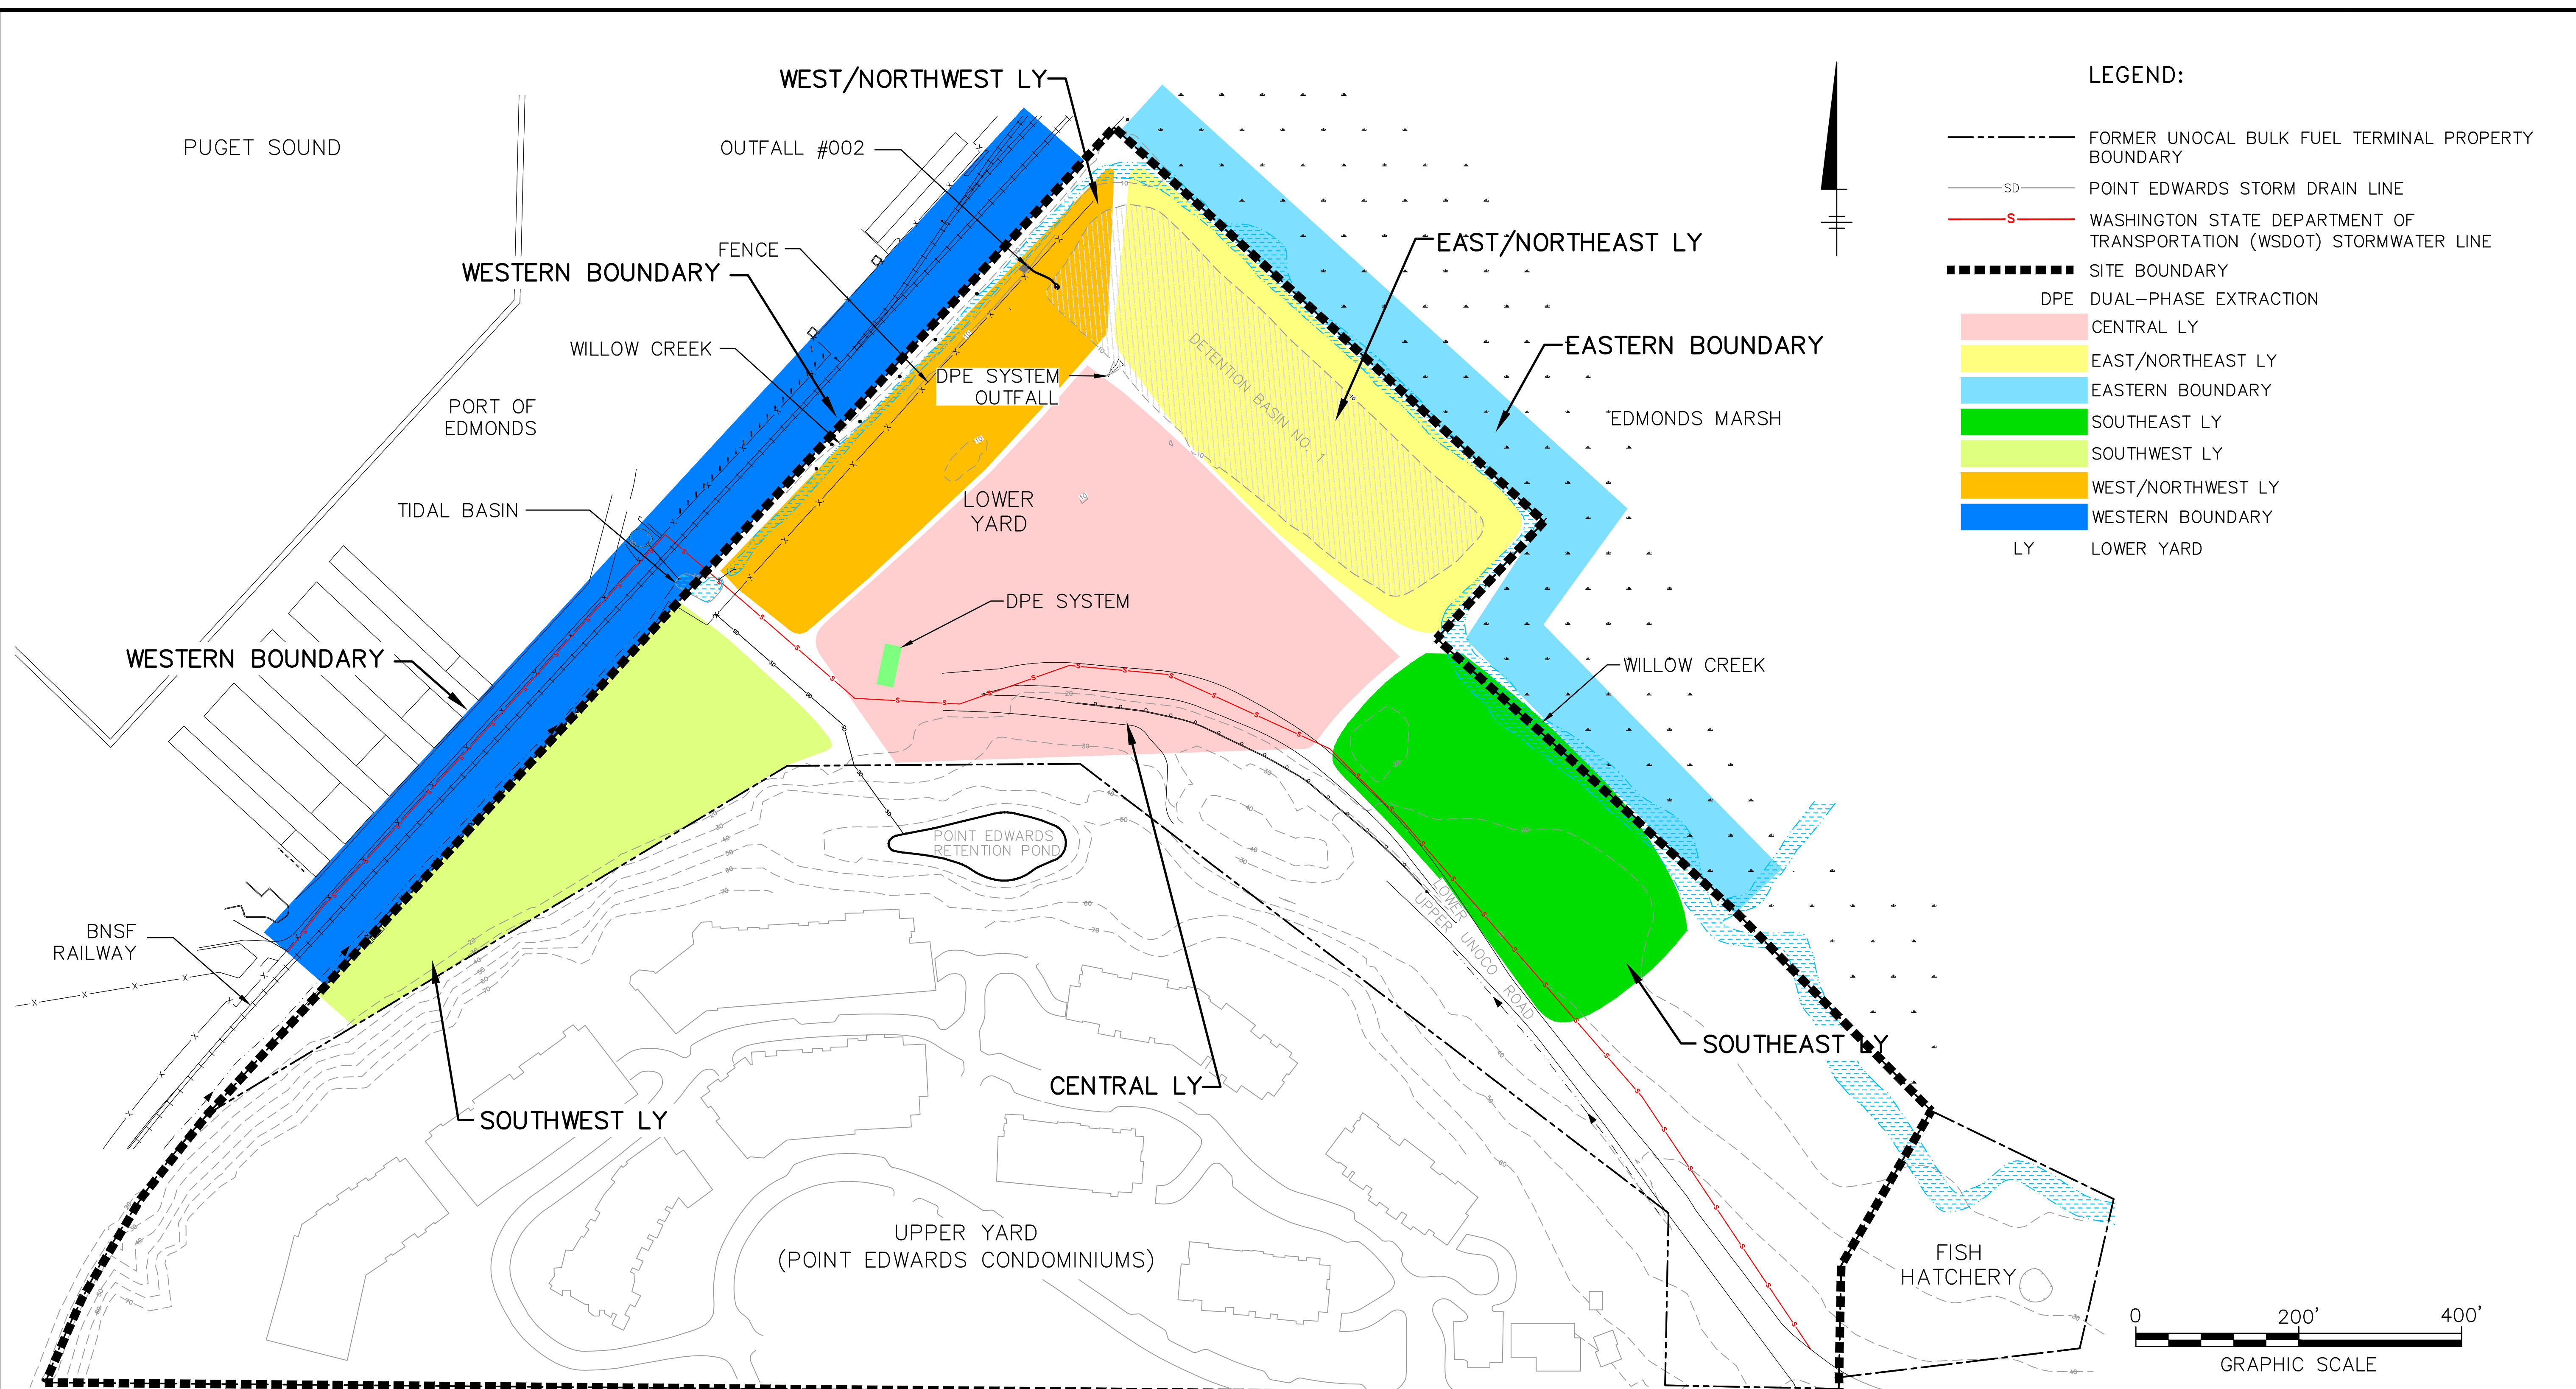 WEST/NORTHWEST LY
OUTFALL #002
PUGET SOUND
FENCE
WESTERN BOUNDARY
WILLOW CREEK
DPE SYSTEM
OUTFALL
PORT OF
EDMONDS
TIDAL BASIN
LOWER
YARD
DPE SYSTEM
WESTERN BOUNDARY
BNSF
RAILWAY
SOUTHWEST LY
POINT EDWARDS
RETENTION POND
CENTRAL LY
UPPER YARD
(POINT EDWARDS CONDOMINIUMS)
EAST/NORTHEAST LY
DETENTION BASIN NO. 1
EASTERN BOUNDARY
EDMONDS MARSH
WILLOW CREEK
LOWER
UPPER UNOCO ROAD
SOUTHEAST LY
FISH
HATCHERY
LEGEND:
FORMER UNOCAL BULK FUEL TERMINAL PROPERTY
BOUNDARY
SD POINT EDWARDS STORM DRAIN LINE
S WASHINGTON STATE DEPARTMENT OF
TRANSPORTATION (WSDOT) STORMWATER LINE
SITE BOUNDARY
DPE DUAL-PHASE EXTRACTION
CENTRAL LY
EAST/NORTHEAST LY
EASTERN BOUNDARY
SOUTHEAST LY
SOUTHWEST LY
WEST/NORTHWEST LY
WESTERN BOUNDARY
LY LOWER YARD
0 200' 400'
GRAPHIC SCALE